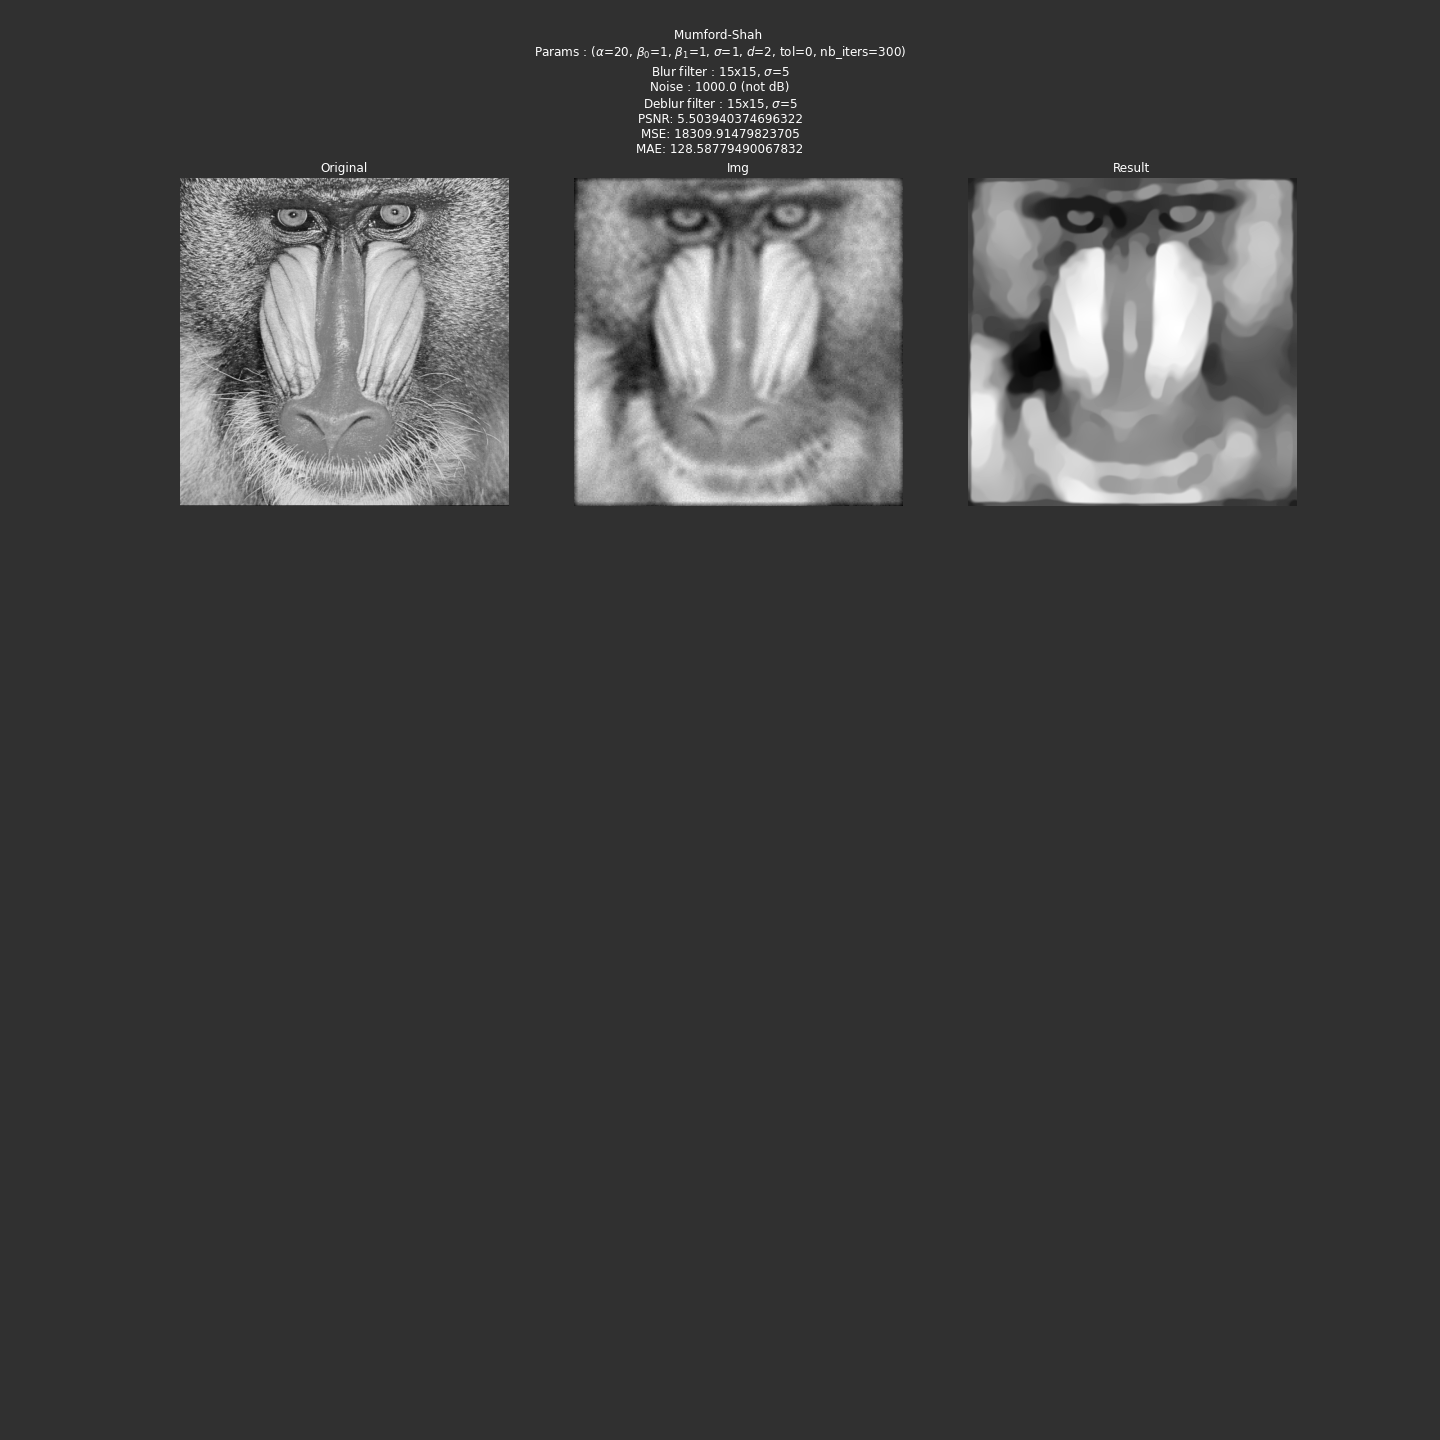 Mumford-Shah
Params : (α=20, β₀=1, β₁=1, σ=1, d=2, tol=0, nb_iters=300)
Blur filter : 15x15, σ=5
Noise : 1000.0 (not dB)
Deblur filter : 15x15, σ=5
PSNR: 5.503940374696322
MSE: 18309.91479823705
MAE: 128.58779490067832
Original
Img
Result